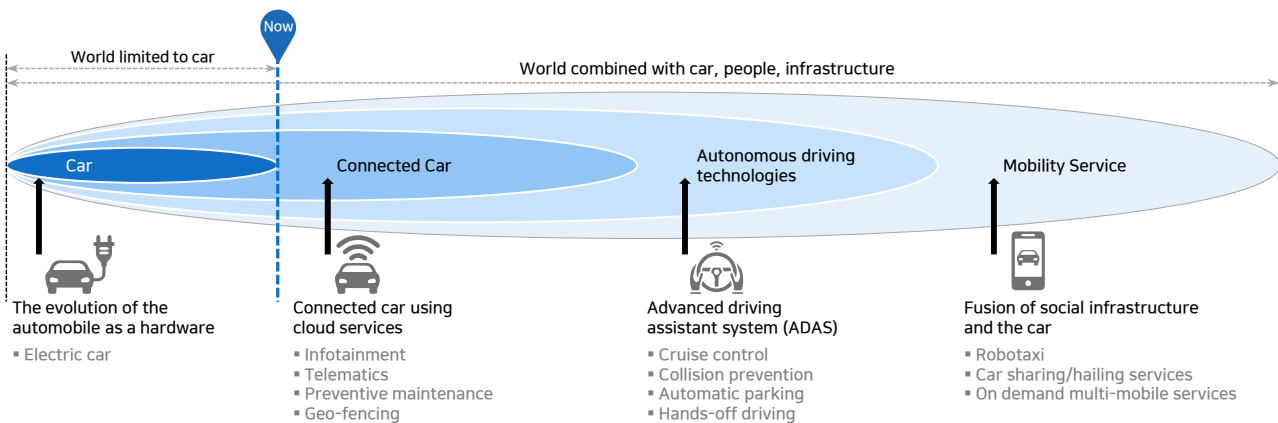 Now
World limited to car
World combined with car, people, infrastructure
Car
Connected Car
Autonomous driving
technologies
Mobility Service
The evolution of the
automobile as a hardware
▪ Electric car
Connected car using
cloud services
▪ Infotainment
▪ Telematics
▪ Preventive maintenance
▪ Geo-fencing
Advanced driving
assistant system (ADAS)
▪ Cruise control
▪ Collision prevention
▪ Automatic parking
▪ Hands-off driving
Fusion of social infrastructure
and the car
▪ Robotaxi
▪ Car sharing/hailing services
▪ On demand multi-mobile services